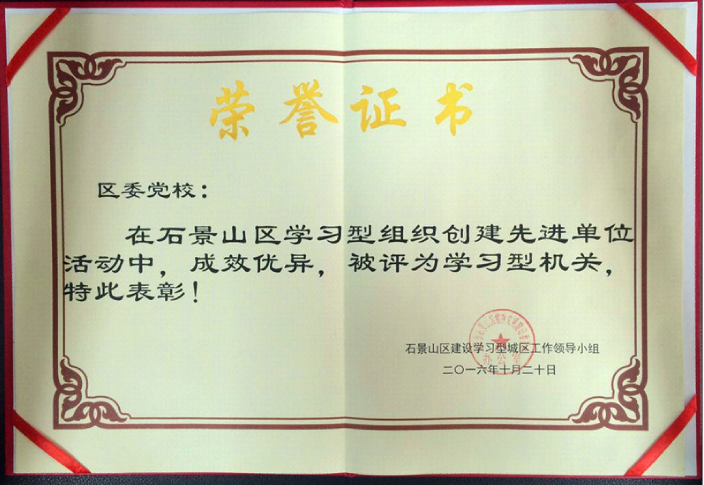 荣誉证书
区委党校：
在石景山区学习型组织创建先进单位
活动中，成效优异，被评为学习型机关，
特此表彰！
石景山区建设学习型城区工作领导小组
二〇一六年十月二十日
办公室